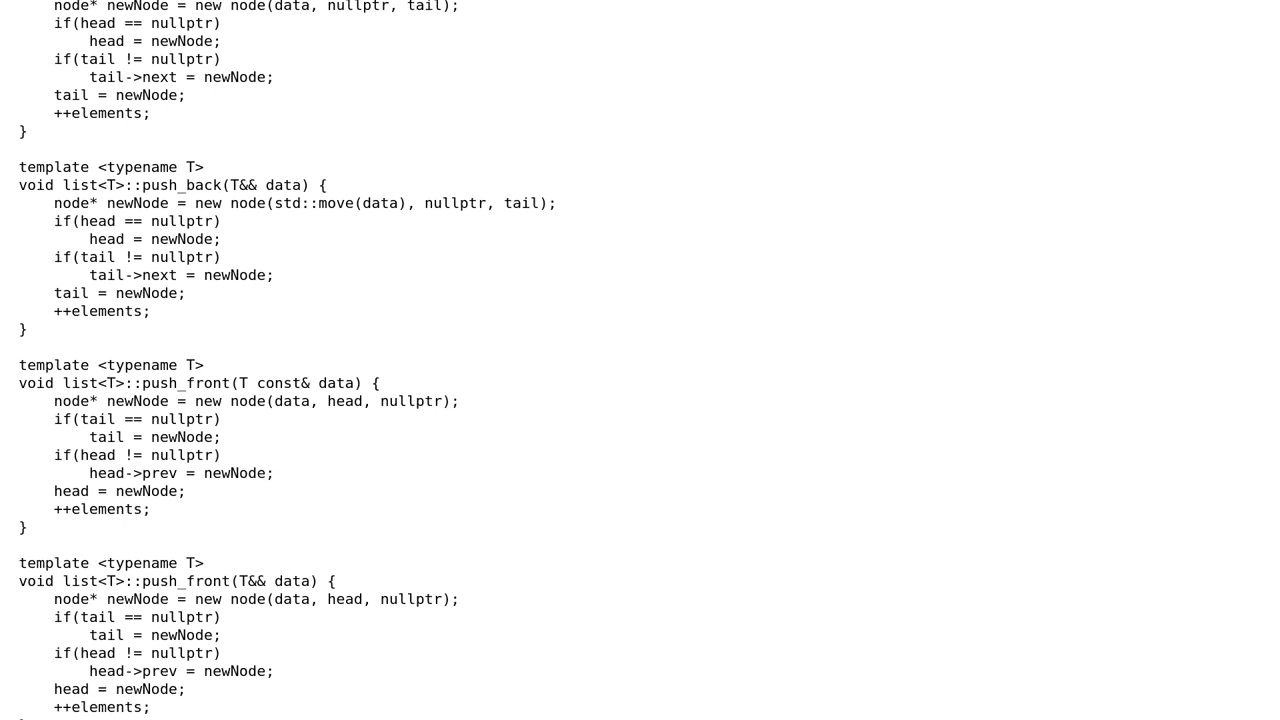 node* newNode = new node(data, nullptr, tail);
    if(head == nullptr)
        head = newNode;
    if(tail != nullptr)
        tail->next = newNode;
    tail = newNode;
    ++elements;
}

template <typename T>
void list<T>::push_back(T&& data) {
    node* newNode = new node(std::move(data), nullptr, tail);
    if(head == nullptr)
        head = newNode;
    if(tail != nullptr)
        tail->next = newNode;
    tail = newNode;
    ++elements;
}

template <typename T>
void list<T>::push_front(T const& data) {
    node* newNode = new node(data, head, nullptr);
    if(tail == nullptr)
        tail = newNode;
    if(head != nullptr)
        head->prev = newNode;
    head = newNode;
    ++elements;
}

template <typename T>
void list<T>::push_front(T&& data) {
    node* newNode = new node(data, head, nullptr);
    if(tail == nullptr)
        tail = newNode;
    if(head != nullptr)
        head->prev = newNode;
    head = newNode;
    ++elements;